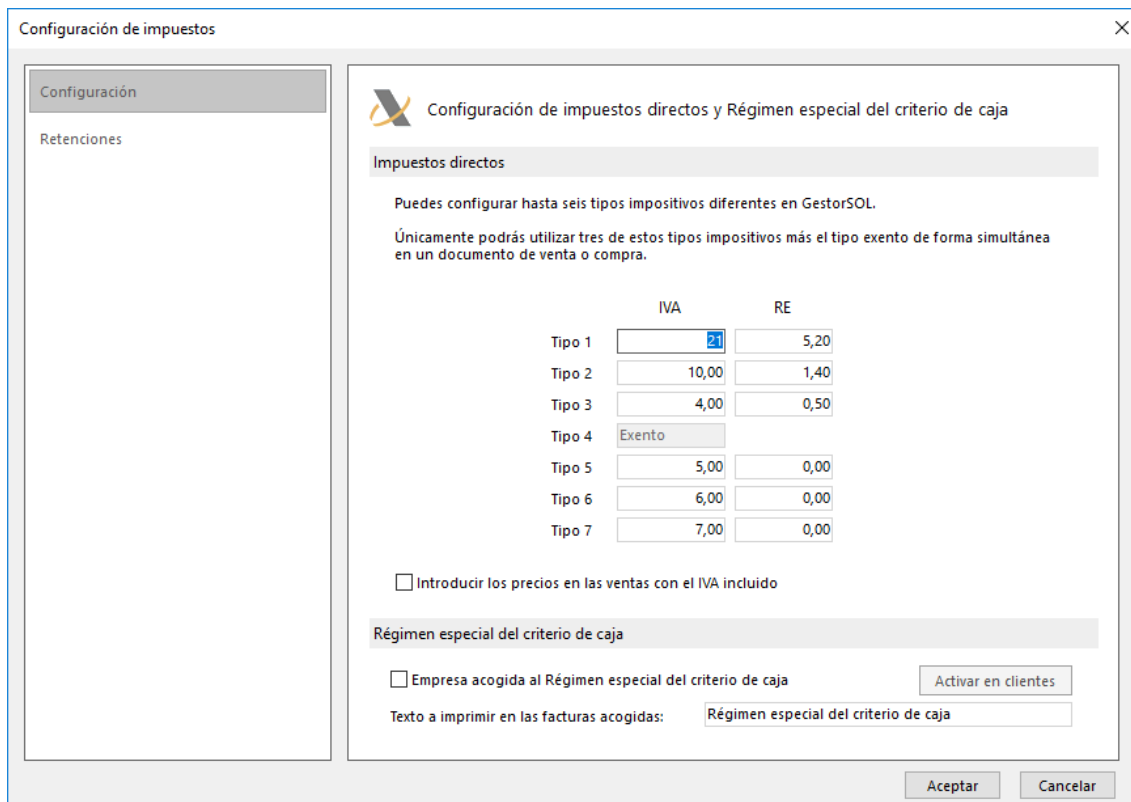 Configuración de impuestos
Configuración
Retenciones
Configuración de impuestos directos y Régimen especial del criterio de caja
Impuestos directos
Puedes configurar hasta seis tipos impositivos diferentes en GestorSOL.
Únicamente podrás utilizar tres de estos tipos impositivos más el tipo exento de forma simultánea
en un documento de venta o compra.
IVA RE
Tipo 1 21 5,20
Tipo 2 10,00 1,40
Tipo 3 4,00 0,50
Tipo 4 Exento
Tipo 5 5,00 0,00
Tipo 6 6,00 0,00
Tipo 7 7,00 0,00
Introducir los precios en las ventas con el IVA incluido
Régimen especial del criterio de caja
Empresa acogida al Régimen especial del criterio de caja Activar en clientes
Texto a imprimir en las facturas acogidas: Régimen especial del criterio de caja
Aceptar Cancelar